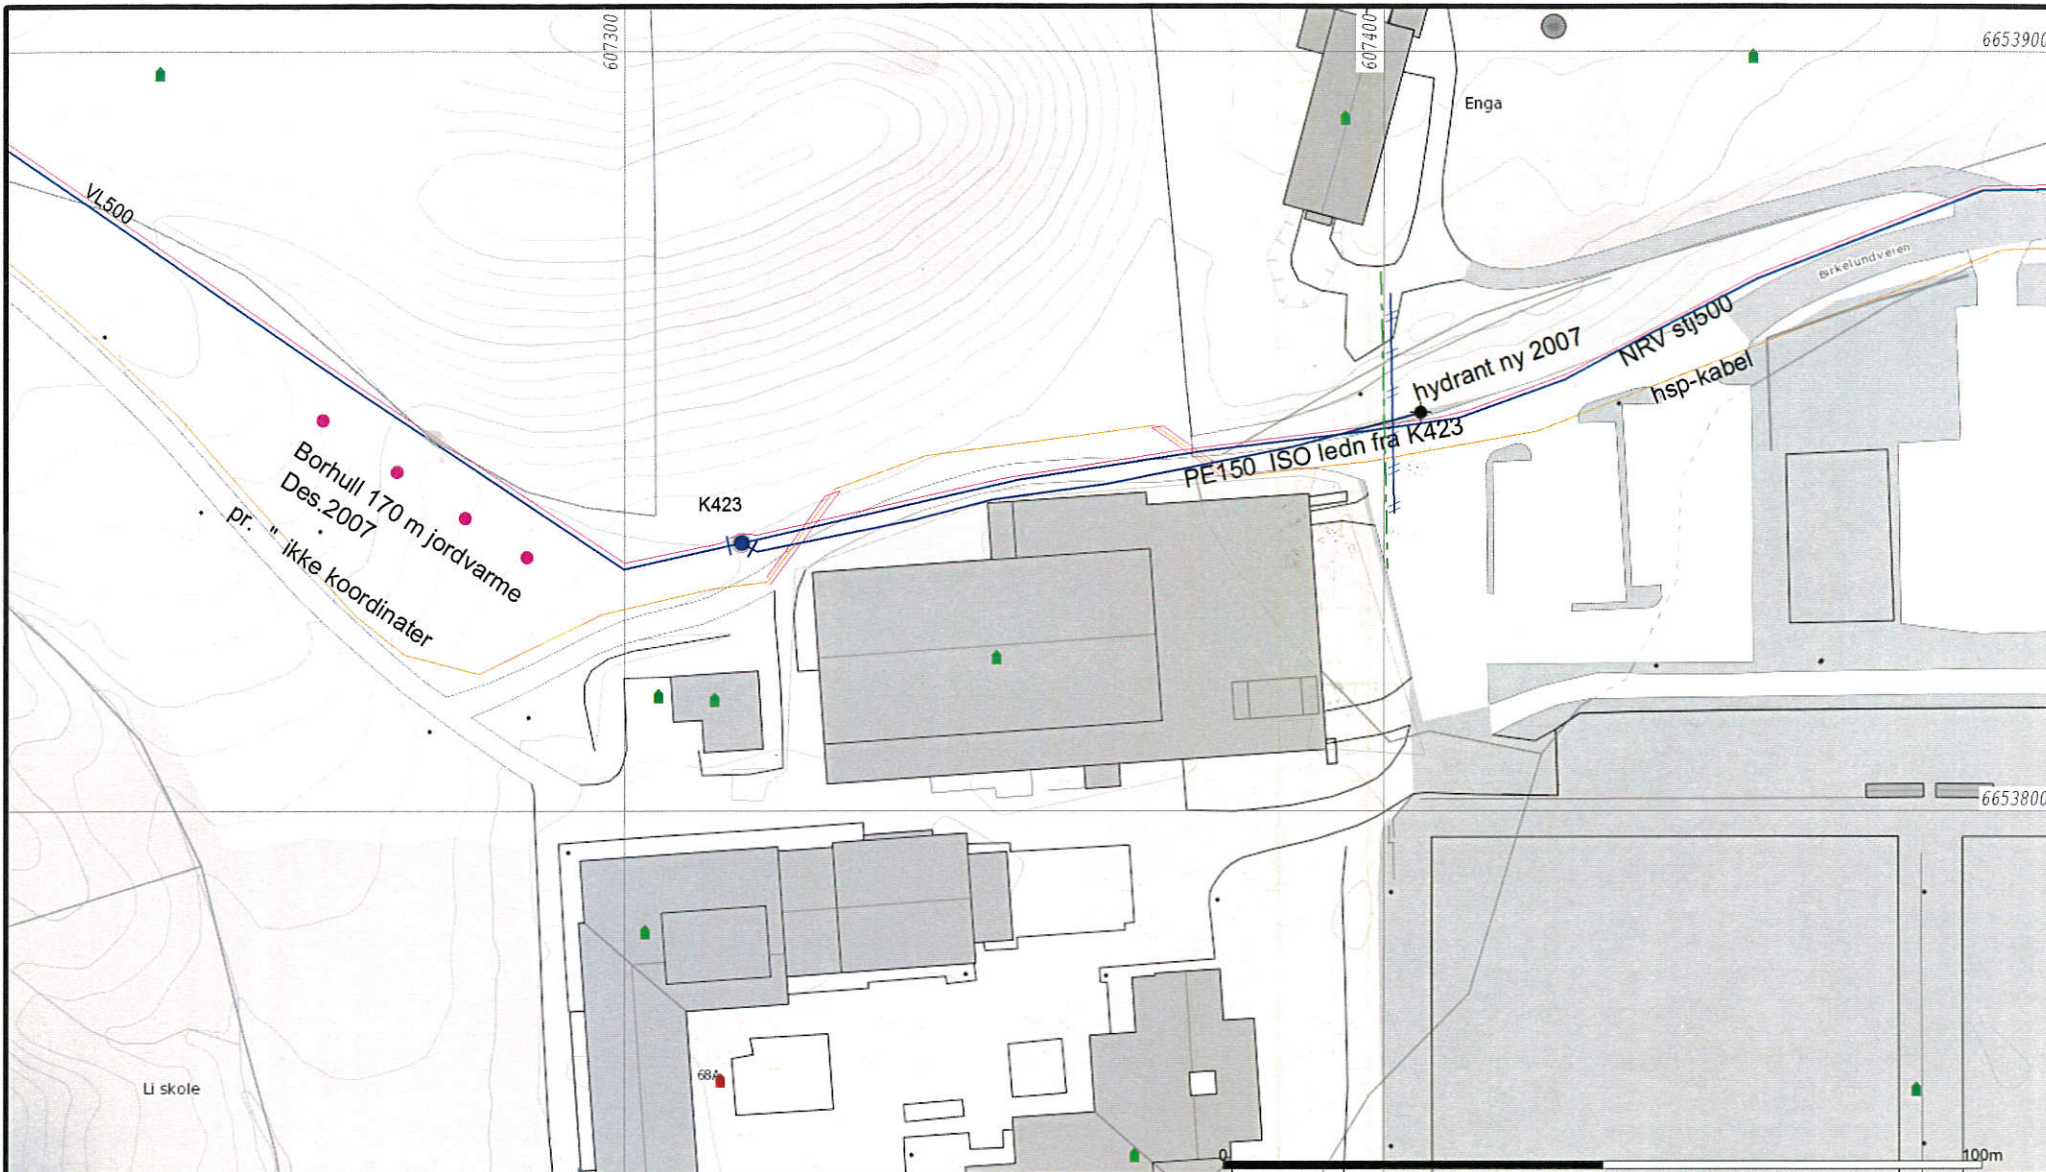 607300
607400
6653900
Enga
VL500
Birkelundveien
NRV stj500
hydrant ny 2007
hsp-kabel
PE150 ISO ledn fra K423
K423
Borhull 170 m jordvarme
Des.2007
pr. " ikke koordinater
6653800
68A
Li skole
0
100m